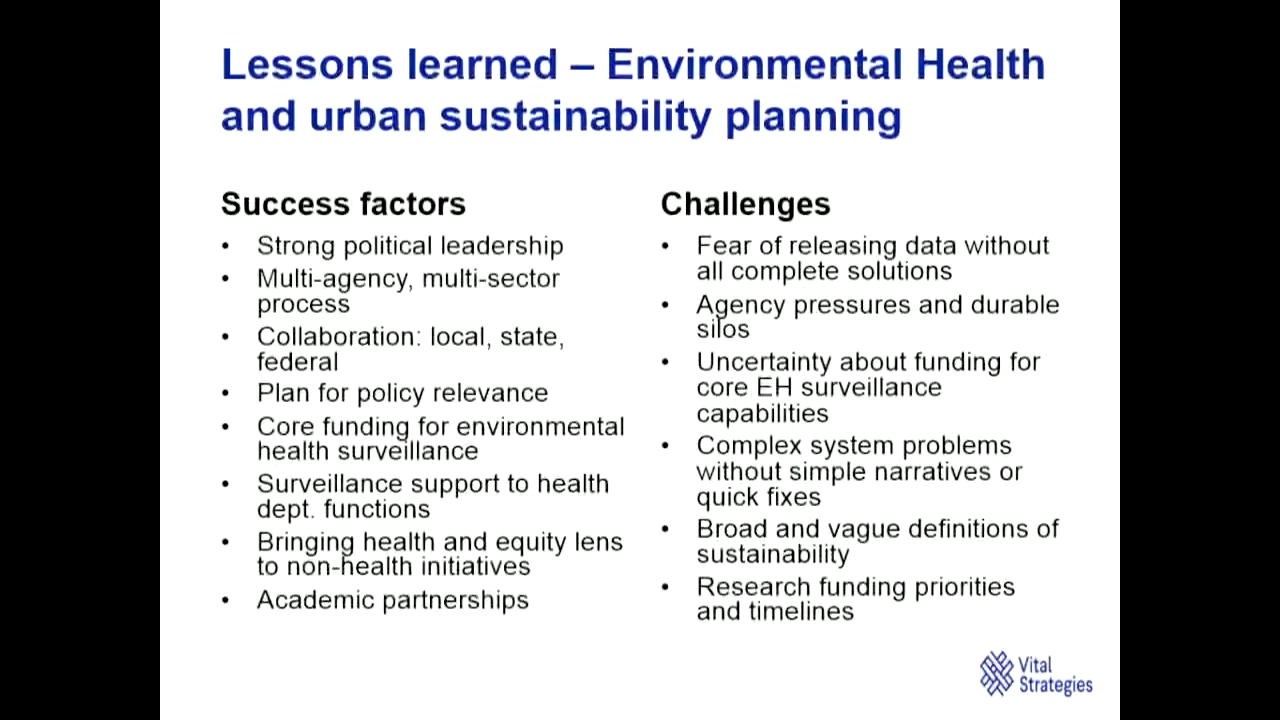 Lessons learned – Environmental Health
and urban sustainability planning
Success factors
• Strong political leadership
• Multi-agency, multi-sector
process
• Collaboration: local, state,
federal
• Plan for policy relevance
• Core funding for environmental
health surveillance
• Surveillance support to health
dept. functions
• Bringing health and equity lens
to non-health initiatives
• Academic partnerships
Challenges
• Fear of releasing data without
all complete solutions
• Agency pressures and durable
silos
• Uncertainty about funding for
core EH surveillance
capabilities
• Complex system problems
without simple narratives or
quick fixes
• Broad and vague definitions of
sustainability
• Research funding priorities
and timelines
Vital
Strategies